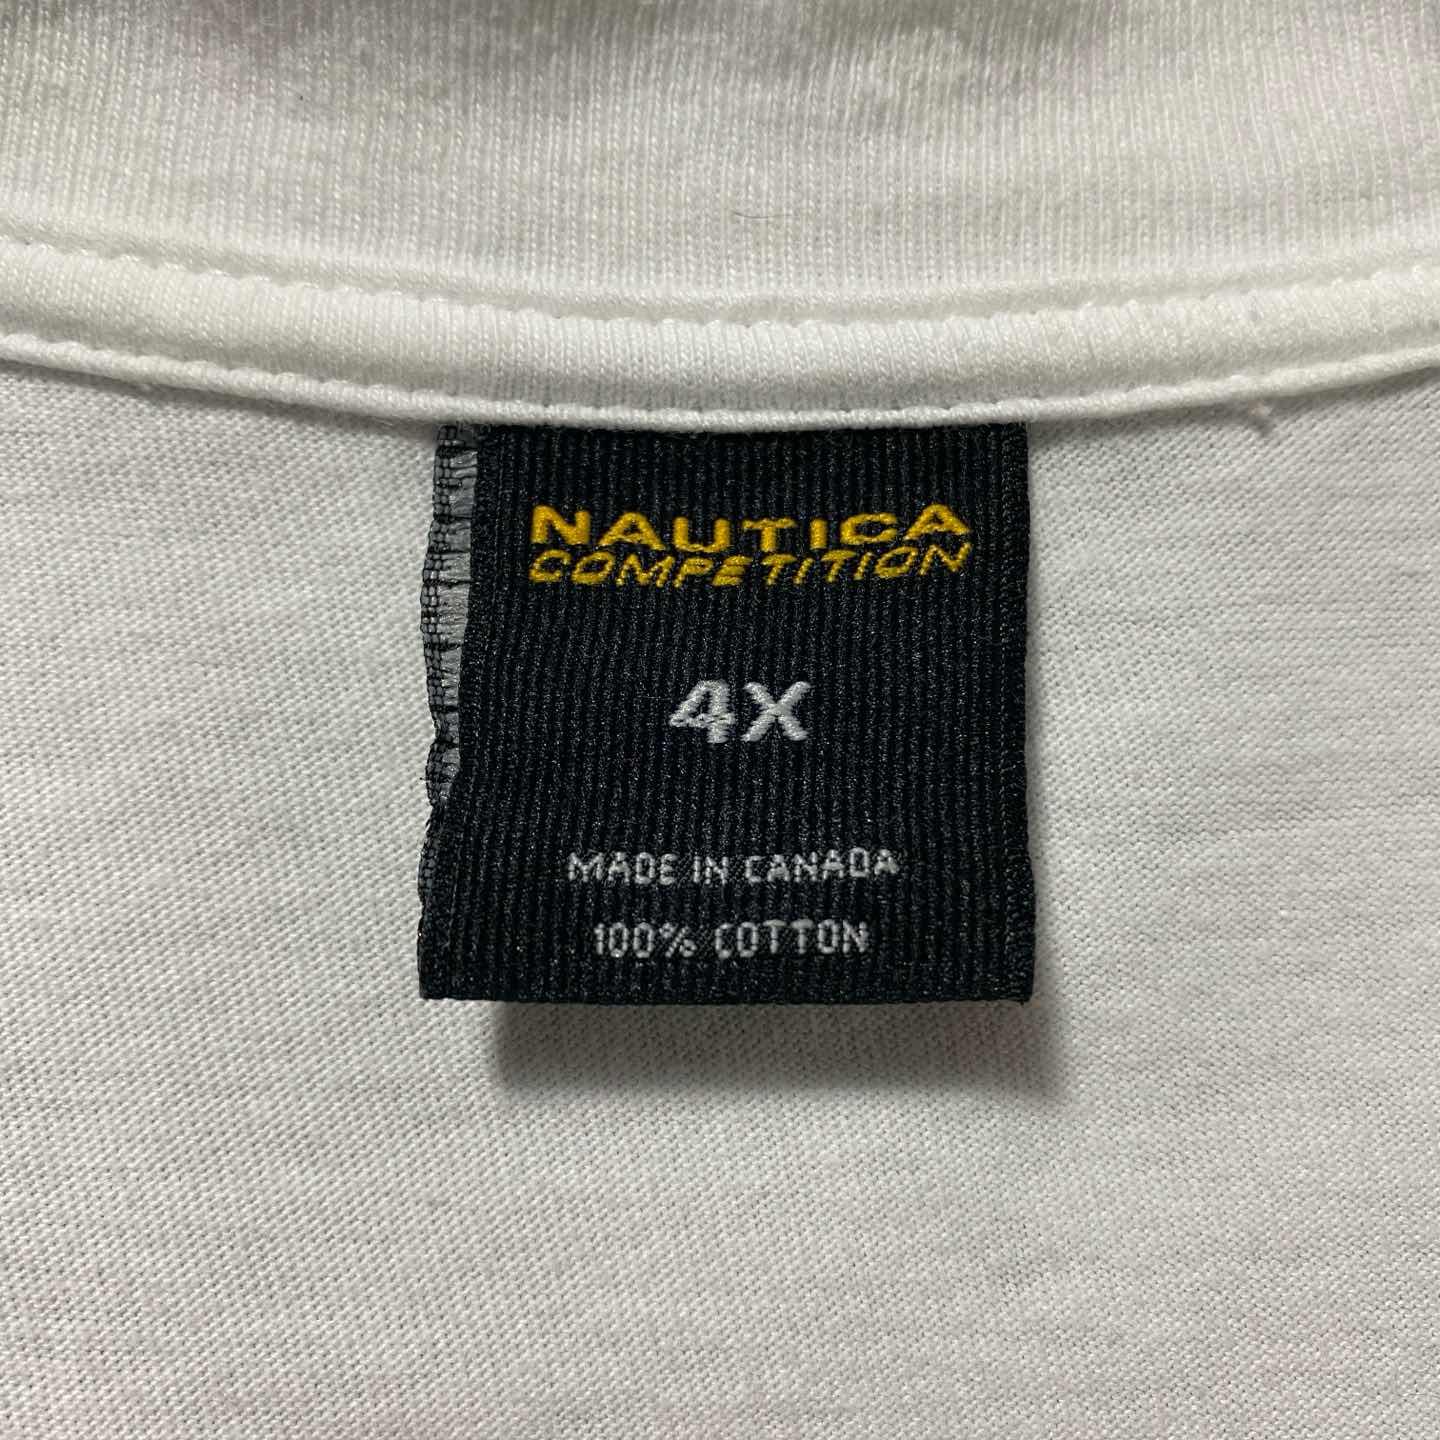 NAUTICA
COMPETITION
4X
MADE IN CANADA
100% COTTON